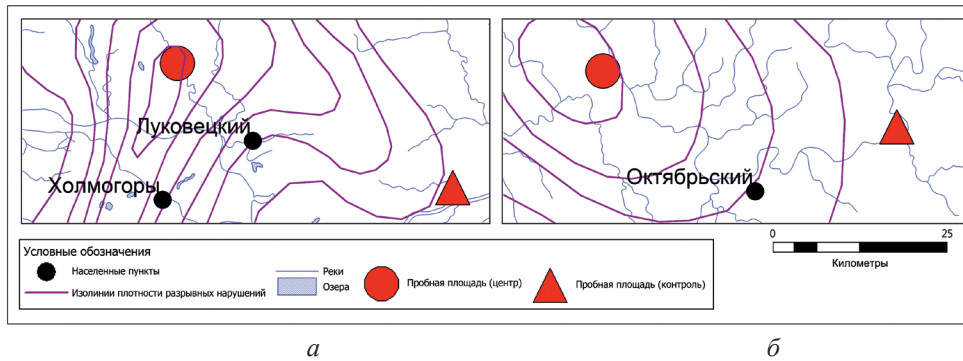 Луковецкий
Холмогоры
Октябрьский
0 25
Километры
Условные обозначения
Населенные пункты
Изолинии плотности разрывных нарушений
Реки
Озера
Пробная площадь (центр)
Пробная площадь (контроль)
а б